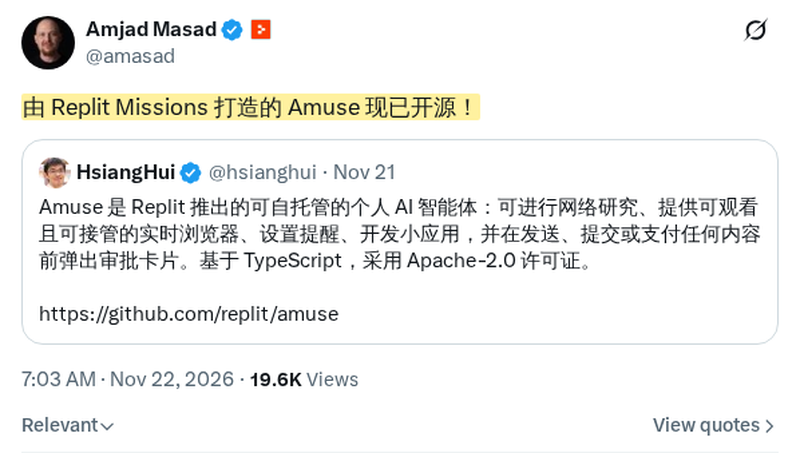 Amjad Masad
@amasad
由 Replit Missions 打造的 Amuse 现已开源！
HsiangHui @hsianghui · Nov 21
Amuse 是 Replit 推出的可自托管的个人 AI 智能体：可进行网络研究、提供可观看
且可接管的实时浏览器、设置提醒、开发小应用，并在发送、提交或支付任何内容
前弹出审批卡片。基于 TypeScript，采用 Apache-2.0 许可证。
https://github.com/replit/amuse
7:03 AM · Nov 22, 2026 · 19.6K Views
Relevant
View quotes